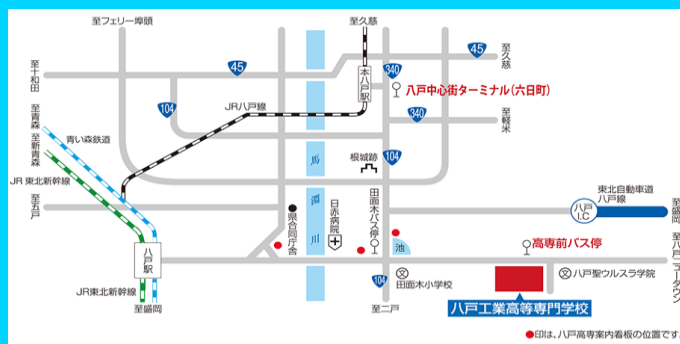 至フェリー埠頭
至久慈
45
45
至久慈
至十和田
本八戸駅
340
八戸中心街ターミナル(六日町)
104
JR八戸線
340
至軽米
至青森
青い森鉄道
至新青森
馬淵川
根城跡
104
JR東北新幹線
至五戸
県合同庁舎
日赤病院
田面木バス停
池
八戸I.C
東北自動車道
八戸線
至盛岡
高専前バス停
至八戸ニュータウン
八戸駅
104
文
田面木小学校
文
八戸聖ウルスラ学院
JR東北新幹線
至盛岡
至二戸
八戸工業高等専門学校
●印は、八戸高専案内看板の位置です